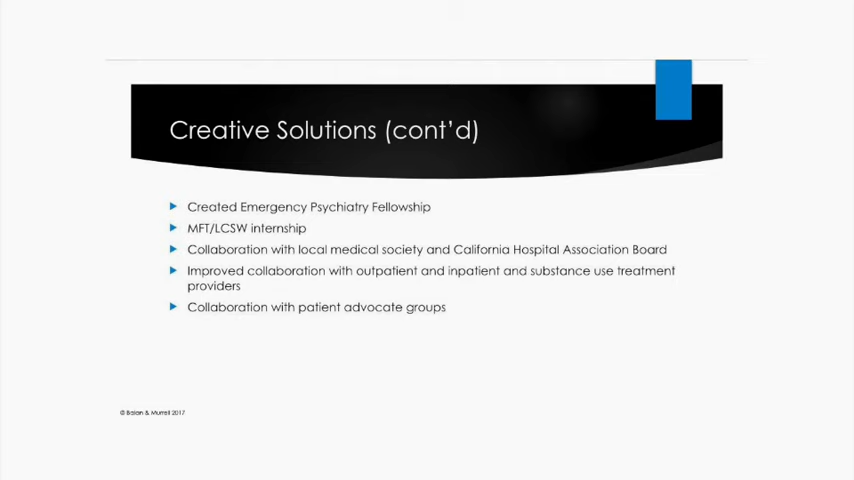 Creative Solutions (cont'd)
Created Emergency Psychiatry Fellowship
MFT/LCSW internship
Collaboration with local medical society and California Hospital Association Board
Improved collaboration with outpatient and inpatient and substance use treatment
providers
Collaboration with patient advocate groups
© Balan & Murrell 2017